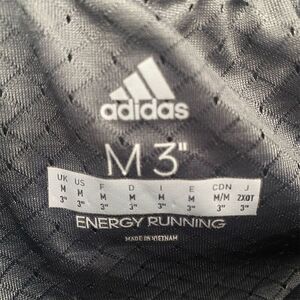 adidas
M 3"
UK US F D I E CDN J
M M M M M M M/M 2XOT
3" 3" 3" 3" 3" 3" 3" 3"
ENERGY RUNNING
MADE IN VIETNAM